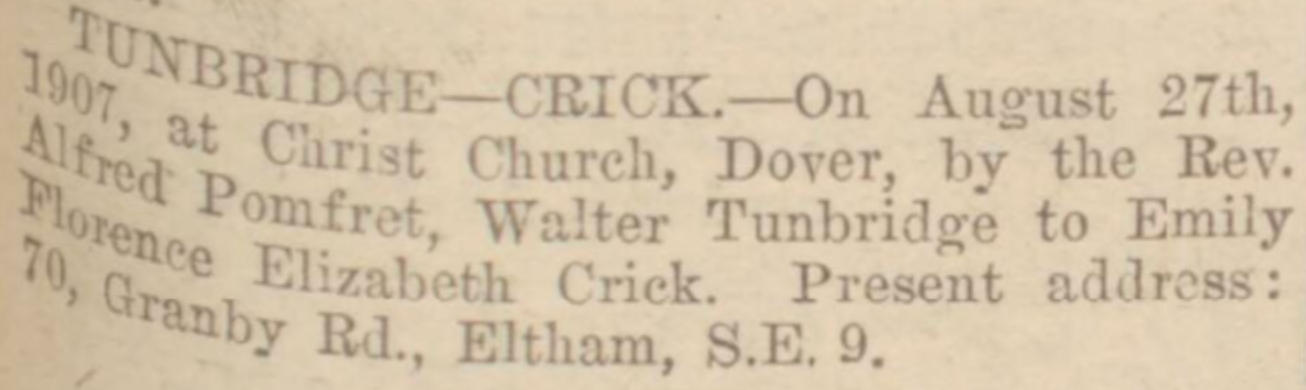 TUNBRIDGE—CRICK.—On August 27th,
1907, at Christ Church, Dover, by the Rev.
Alfred Pomfret, Walter Tunbridge to Emily
Florence Elizabeth Crick. Present address:
70, Granby Rd., Eltham, S.E. 9.